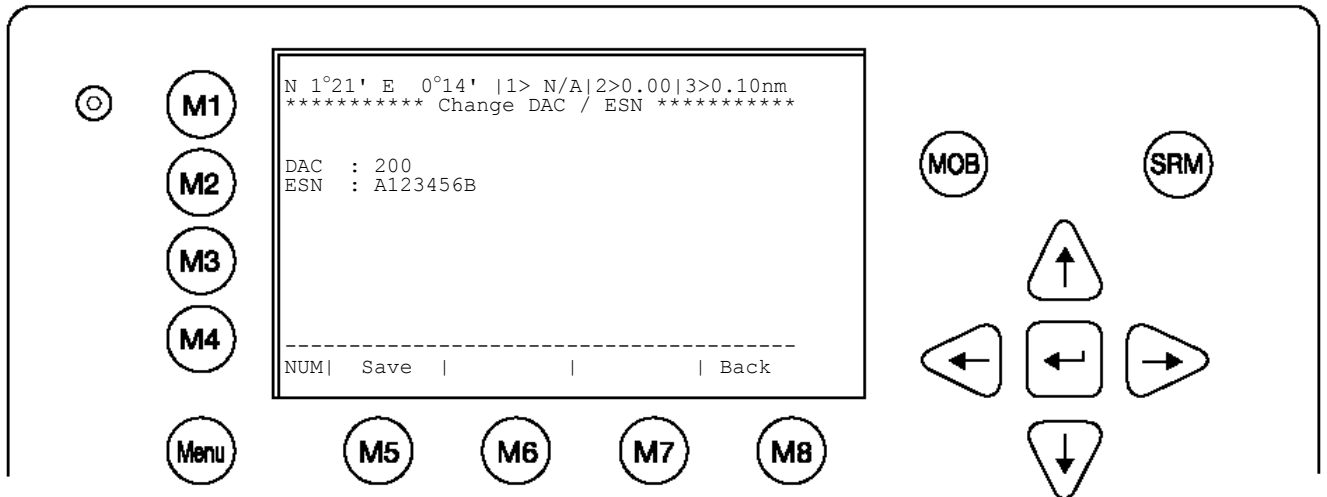 N 1°21' E  0°14' |1> N/A|2>0.00|3>0.10nm
*********** Change DAC / ESN ***********
DAC  : 200
ESN  : A123456B
----------------------------------------
NUM|  Save  |         |         | Back
M1
M2
M3
M4
Menu
M5
M6
M7
M8
MOB
SRM